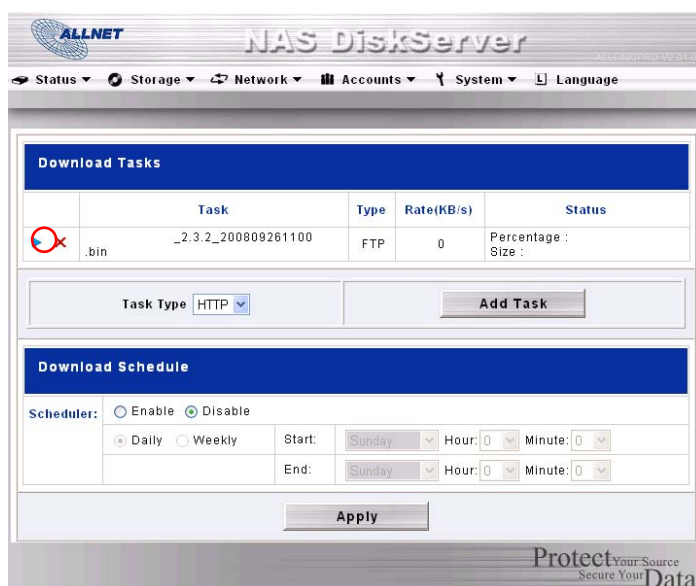 ALLNET
NAS DiskServer
Status Storage Network Accounts System Language
Download Tasks
Task Type Rate(KB/s) Status
_2.3.2_200809261100
.bin
FTP 0 Percentage :
Size :
Task Type HTTP Add Task
Download Schedule
Scheduler: Enable Disable
Daily Weekly Start: Sunday Hour: 0 Minute: 0
End: Sunday Hour: 0 Minute: 0
Apply
Protect Your Source
Secure Your Data